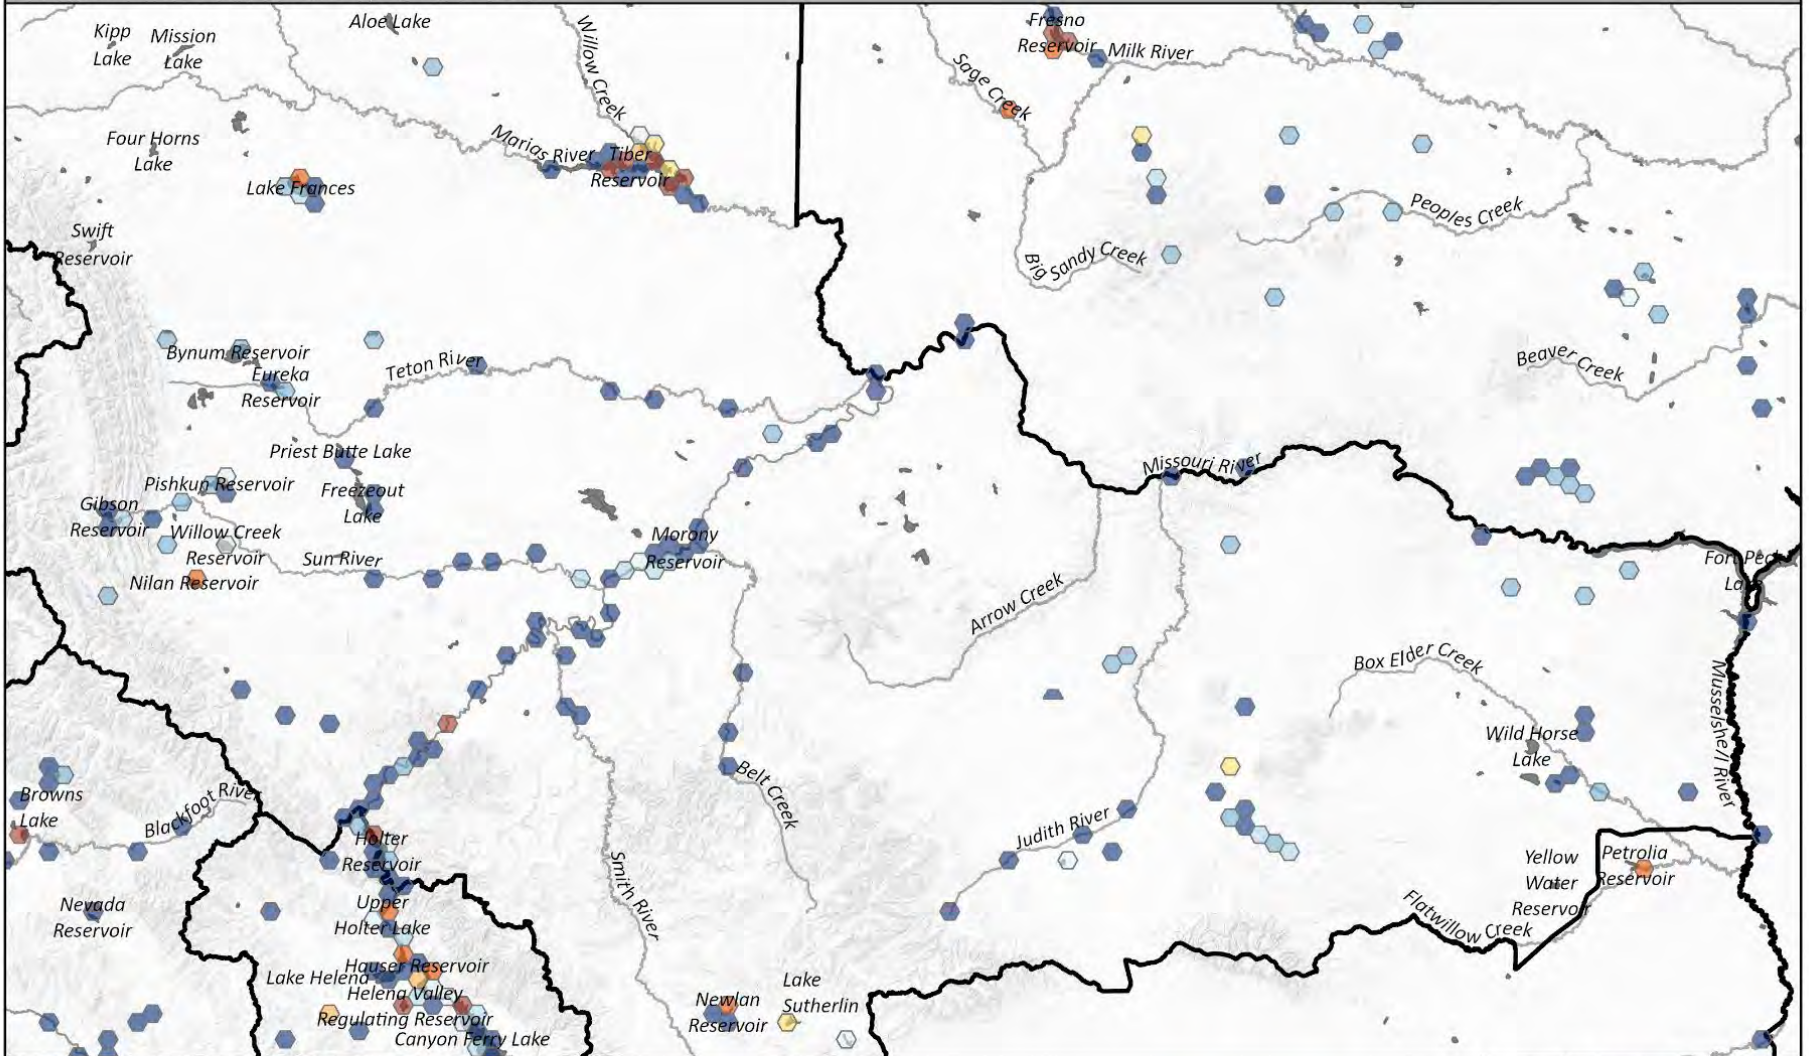 Kipp
Lake
Mission
Lake
Aloe Lake
Willow Creek
Fresno
Reservoir
Milk River
Sage Creek
Four Horns
Lake
Marias River
Tiber
Reservoir
Lake Frances
Swift
Reservoir
Peoples Creek
Big Sandy Creek
Bynum Reservoir
Eureka
Reservoir
Teton River
Beaver Creek
Priest Butte Lake
Pishkun Reservoir
Freezeout
Lake
Missouri River
Gibson
Reservoir
Willow Creek
Reservoir
Sun River
Morony
Reservoir
Nilan Reservoir
Arrow Creek
Box Elder Creek
Musselshell River
Wild Horse
Lake
Browns
Lake
Blackfoot River
Belt Creek
Judith River
Holter
Reservoir
Smith River
Yellow
Water
Reservoir
Petrolia
Reservoir
Nevada
Reservoir
Upper
Holter Lake
Flatwillow Creek
Hauser Reservoir
Lake Helena
Helena Valley
Regulating Reservoir
Canyon Ferry Lake
Newlan
Reservoir
Lake
Sutherlin